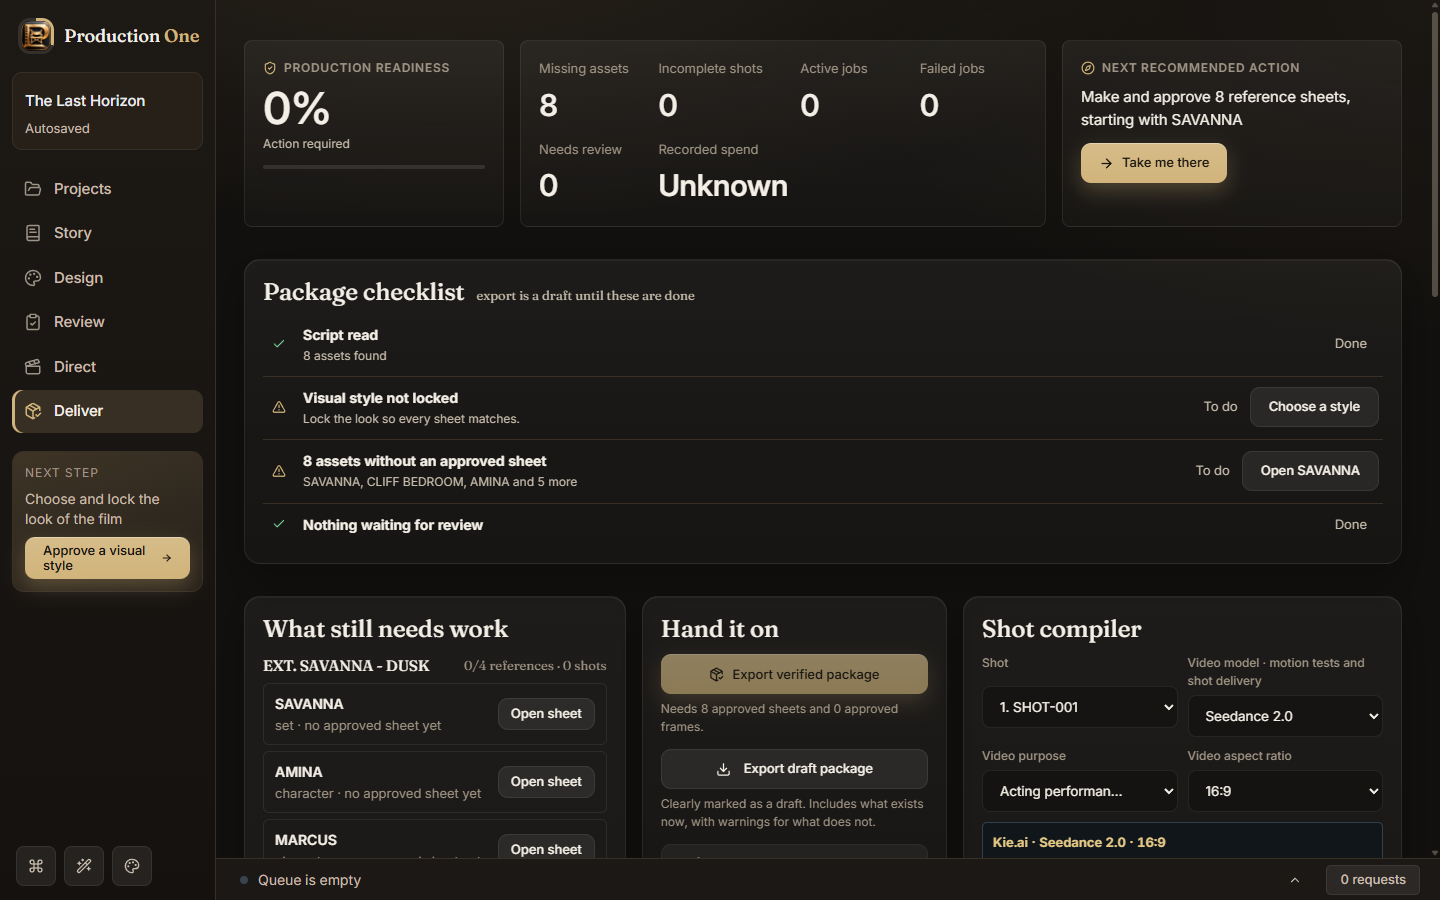 Production One
The Last Horizon
Autosaved
Projects
Story
Design
Review
Direct
Deliver
NEXT STEP
Choose and lock the
look of the film
Approve a visual
style
PRODUCTION READINESS
0%
Action required
Missing assets
8
Incomplete shots
0
Active jobs
0
Failed jobs
0
Needs review
0
Recorded spend
Unknown
NEXT RECOMMENDED ACTION
Make and approve 8 reference sheets,
starting with SAVANNA
Take me there
Package checklist export is a draft until these are done
Script read
8 assets found
Done
Visual style not locked
Lock the look so every sheet matches.
To do
Choose a style
8 assets without an approved sheet
SAVANNA, CLIFF BEDROOM, AMINA and 5 more
To do
Open SAVANNA
Nothing waiting for review
Done
What still needs work
EXT. SAVANNA - DUSK
0/4 references · 0 shots
SAVANNA
set · no approved sheet yet
Open sheet
AMINA
character · no approved sheet yet
Open sheet
MARCUS
Open sheet
Hand it on
Export verified package
Needs 8 approved sheets and 0 approved
frames.
Export draft package
Clearly marked as a draft. Includes what exists
now, with warnings for what does not.
Shot compiler
Shot
1. SHOT-001
Video model · motion tests and
shot delivery
Seedance 2.0
Video purpose
Acting performan...
Video aspect ratio
16:9
Kie.ai · Seedance 2.0 · 16:9
Queue is empty
0 requests